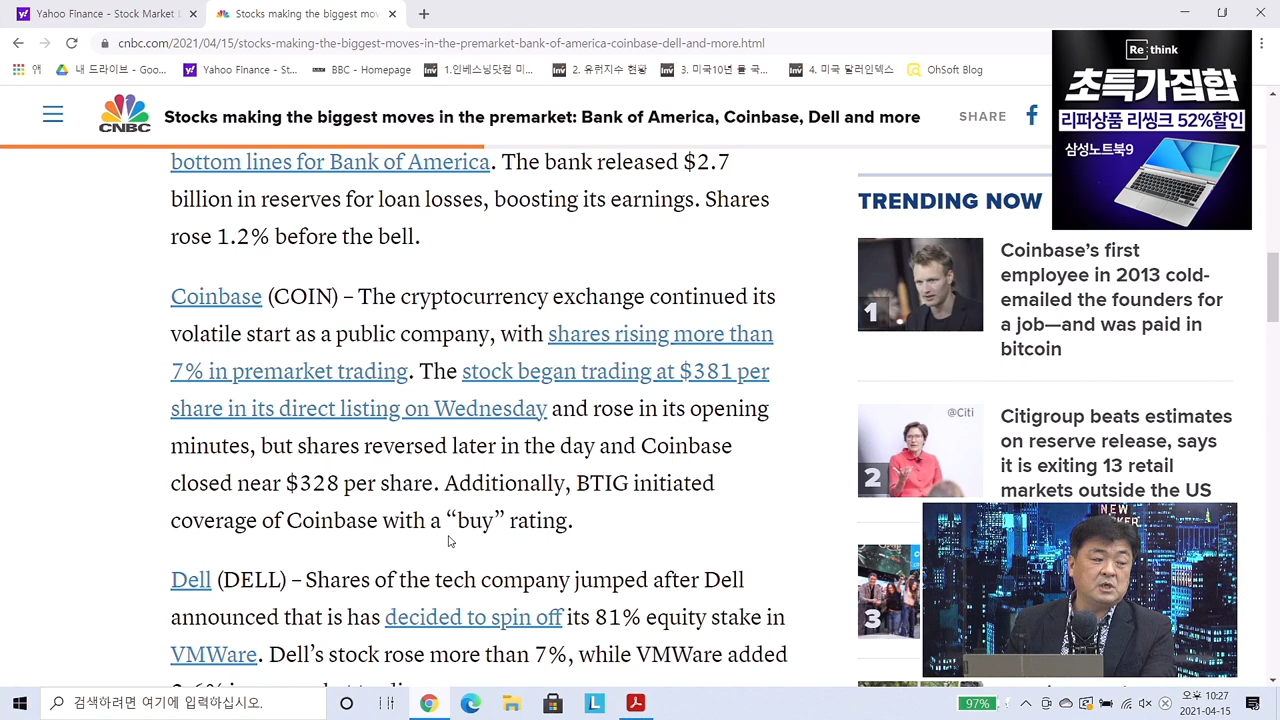 Yahoo Finance - Stock Market L
Stocks making the biggest moves
cnbc.com/2021/04/15/stocks-making-the-biggest-moves-in-the-premarket-bank-of-america-coinbase-dell-and-more.html
앱
내 드라이브 - Goo...
Yahoo Finance - St...
BBC - Homepage
1.인베스팅닷컴 미...
2. 유럽지수 현황
3. 미국10년 물 국...
4. 미국 달러인덱스
OhSoft Blog
CNBC
Stocks making the biggest moves in the premarket: Bank of America, Coinbase, Dell and more
SHARE
Re:think
초특가집합
리퍼상품 리씽크 52%할인
삼성노트북9
bottom lines for Bank of America. The bank released $2.7
billion in reserves for loan losses, boosting its earnings. Shares
rose 1.2% before the bell.
Coinbase (COIN) – The cryptocurrency exchange continued its
volatile start as a public company, with shares rising more than
7% in premarket trading. The stock began trading at $381 per
share in its direct listing on Wednesday and rose in its opening
minutes, but shares reversed later in the day and Coinbase
closed near $328 per share. Additionally, BTIG initiated
coverage of Coinbase with a “buy” rating.
Dell (DELL) – Shares of the tech company jumped after Dell
announced that is has decided to spin off its 81% equity stake in
VMWare. Dell’s stock rose more than 7%, while VMWare added
TRENDING NOW
1
Coinbase’s first
employee in 2013 cold-
emailed the founders for
a job—and was paid in
bitcoin
@Citi
2
Citigroup beats estimates
on reserve release, says
it is exiting 13 retail
markets outside the US
3
NEW
검색하려면 여기에 입력하십시오.
97%
오후 10:27
2021-04-15